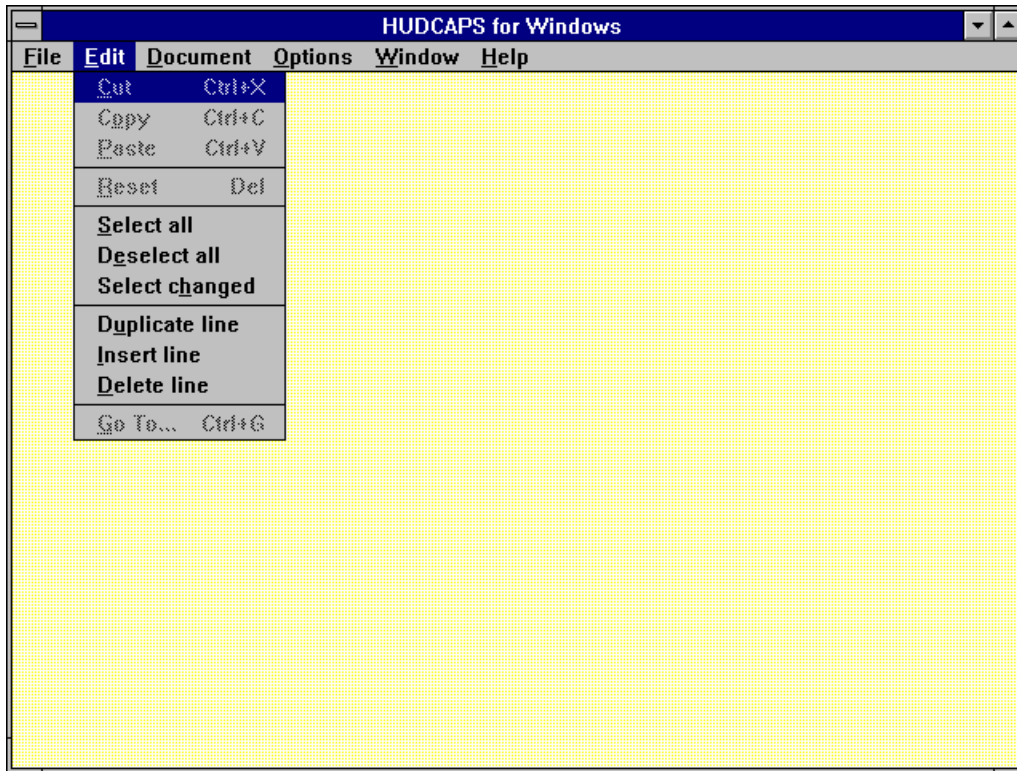 HUDCAPS for Windows
File Edit Document Options Window Help
Cut Ctrl+X
Copy Ctrl+C
Paste Ctrl+V
Reset Del
Select all
Deselect all
Select changed
Duplicate line
Insert line
Delete line
Go To... Ctrl+G